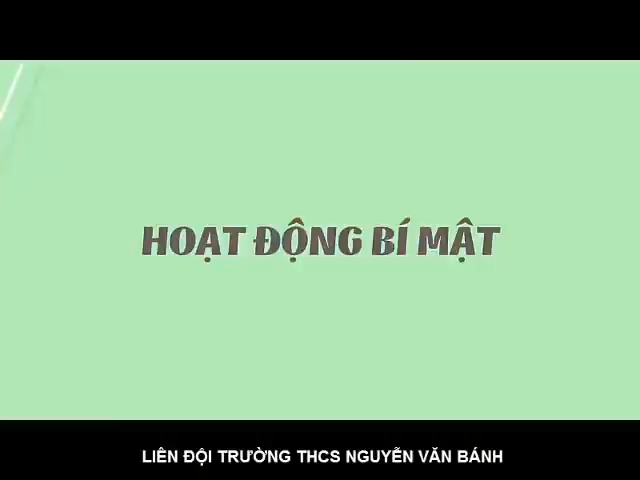 HOẠT ĐỘNG BÍ MẬT
LIÊN ĐỘI TRƯỜNG THCS NGUYỄN VĂN BÁNH